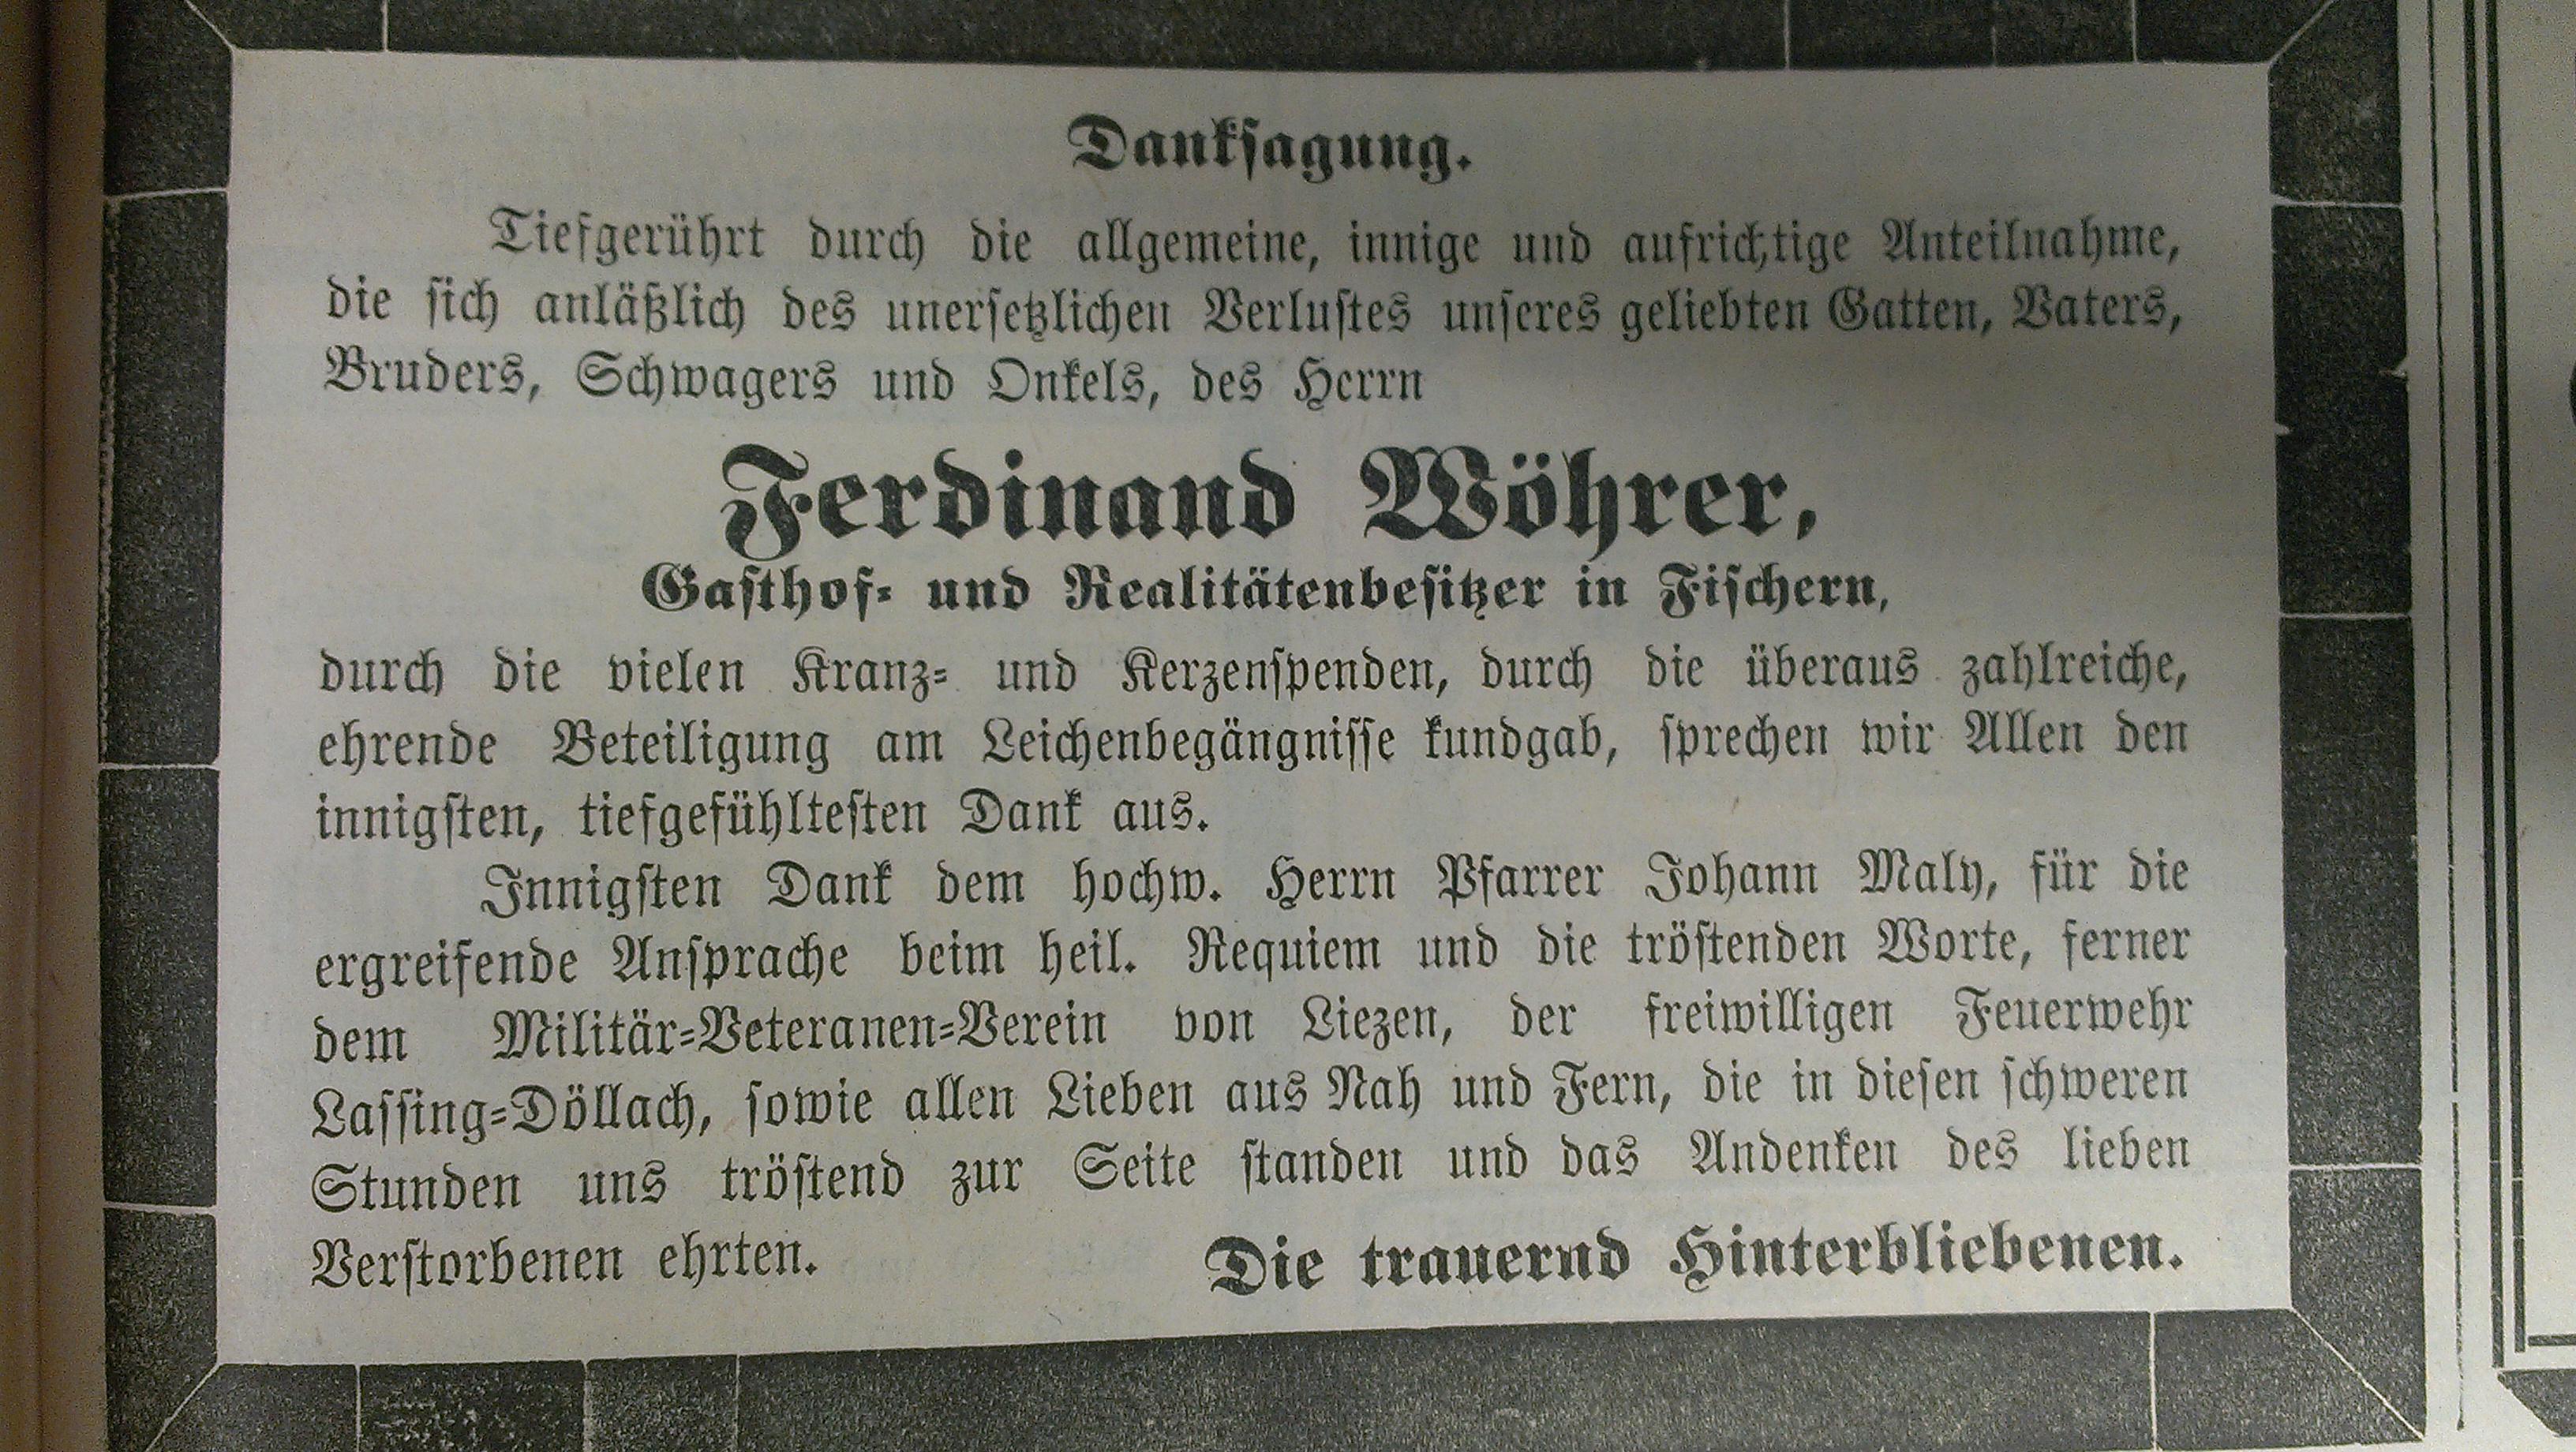 Dankſagung.
Tiefgerührt durch die allgemeine, innige und aufrichtige Anteilnahme,
die ſich anläßlich des unerſetzlichen Verluſtes unſeres geliebten Gatten, Vaters,
Bruders, Schwagers und Onkels, des Herrn
Ferdinand Wöhrer,
Gaſthof- und Realitätenbeſitzer in Fiſchern,
durch die vielen Kranz- und Kerzenſpenden, durch die überaus zahlreiche,
ehrende Beteiligung am Leichenbegängniſſe kundgab, ſprechen wir Allen den
innigſten, tiefgefühlteſten Dank aus.
Innigſten Dank dem hochw. Herrn Pfarrer Johann Maly, für die
ergreifende Anſprache beim heil. Requiem und die tröſtenden Worte, ferner
dem Militär-Veteranen-Verein von Liezen, der freiwilligen Feuerwehr
Laſſing-Döllach, ſowie allen Lieben aus Nah und Fern, die in dieſen ſchweren
Stunden uns tröſtend zur Seite ſtanden und das Andenken des lieben
Verſtorbenen ehrten. Die trauernd Hinterbliebenen.